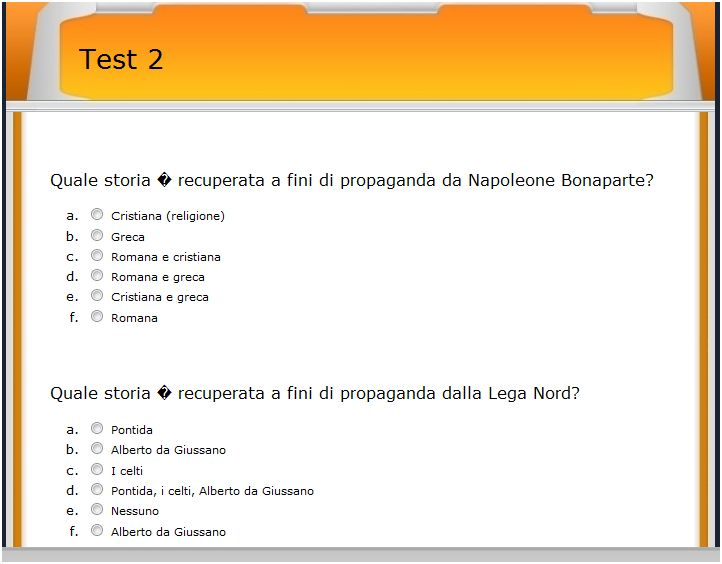 Test 2
Quale storia � recuperata a fini di propaganda da Napoleone Bonaparte?
a. Cristiana (religione)
b. Greca
c. Romana e cristiana
d. Romana e greca
e. Cristiana e greca
f. Romana
Quale storia � recuperata a fini di propaganda dalla Lega Nord?
a. Pontida
b. Alberto da Giussano
c. I celti
d. Pontida, i celti, Alberto da Giussano
e. Nessuno
f. Alberto da Giussano